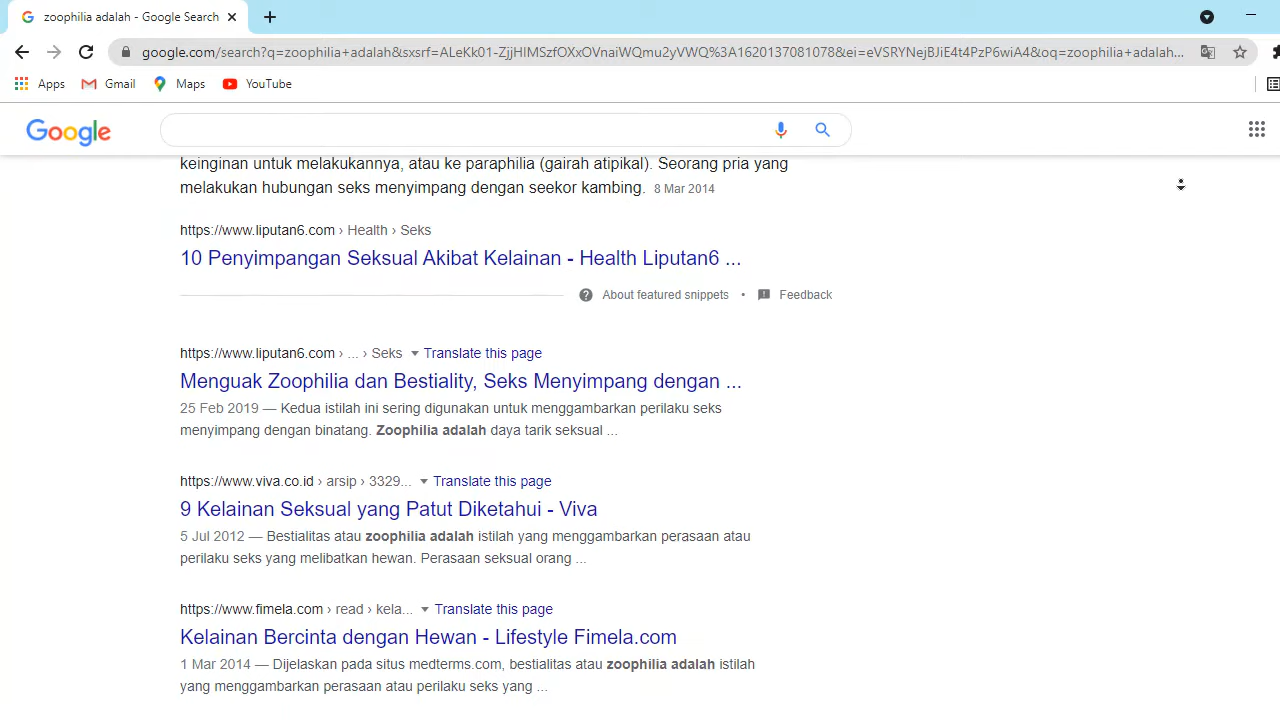 zoophilia adalah - Google Search
google.com/search?q=zoophilia+adalah&sxsrf=ALeKk01-ZjjHlMSzfOXxOVnaiWQmu2yVWQ%3A1620137081078&ei=eVSRYNejBJiE4t4PzP6wiA4&oq=zoophilia+adalah...
Apps Gmail Maps YouTube
Google
keinginan untuk melakukannya, atau ke paraphilia (gairah atipikal). Seorang pria yang
melakukan hubungan seks menyimpang dengan seekor kambing. 8 Mar 2014
https://www.liputan6.com › Health › Seks
10 Penyimpangan Seksual Akibat Kelainan - Health Liputan6 ...
About featured snippets • Feedback
https://www.liputan6.com › ... › Seks Translate this page
Menguak Zoophilia dan Bestiality, Seks Menyimpang dengan ...
25 Feb 2019 — Kedua istilah ini sering digunakan untuk menggambarkan perilaku seks
menyimpang dengan binatang. Zoophilia adalah daya tarik seksual ...
https://www.viva.co.id › arsip › 3329... Translate this page
9 Kelainan Seksual yang Patut Diketahui - Viva
5 Jul 2012 — Bestialitas atau zoophilia adalah istilah yang menggambarkan perasaan atau
perilaku seks yang melibatkan hewan. Perasaan seksual orang ...
https://www.fimela.com › read › kela... Translate this page
Kelainan Bercinta dengan Hewan - Lifestyle Fimela.com
1 Mar 2014 — Dijelaskan pada situs medterms.com, bestialitas atau zoophilia adalah istilah
yang menggambarkan perasaan atau perilaku seks yang ...